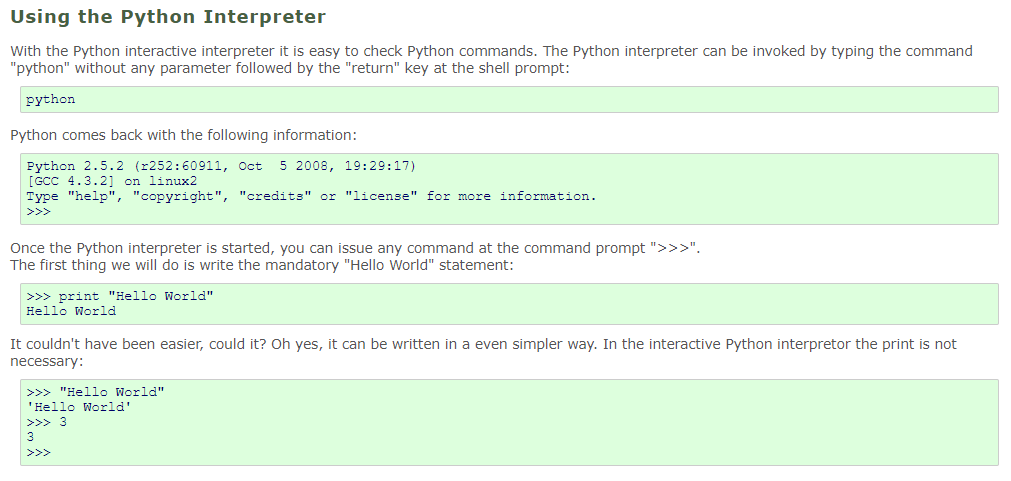 Using the Python Interpreter
With the Python interactive interpreter it is easy to check Python commands. The Python interpreter can be invoked by typing the command
"python" without any parameter followed by the "return" key at the shell prompt:
python
Python comes back with the following information:
Python 2.5.2 (r252:60911, Oct  5 2008, 19:29:17)
[GCC 4.3.2] on linux2
Type "help", "copyright", "credits" or "license" for more information.
>>>
Once the Python interpreter is started, you can issue any command at the command prompt ">>>".
The first thing we will do is write the mandatory "Hello World" statement:
>>> print "Hello World"
Hello World
It couldn't have been easier, could it? Oh yes, it can be written in a even simpler way. In the interactive Python interpretor the print is not
necessary:
>>> "Hello World"
'Hello World'
>>> 3
3
>>>